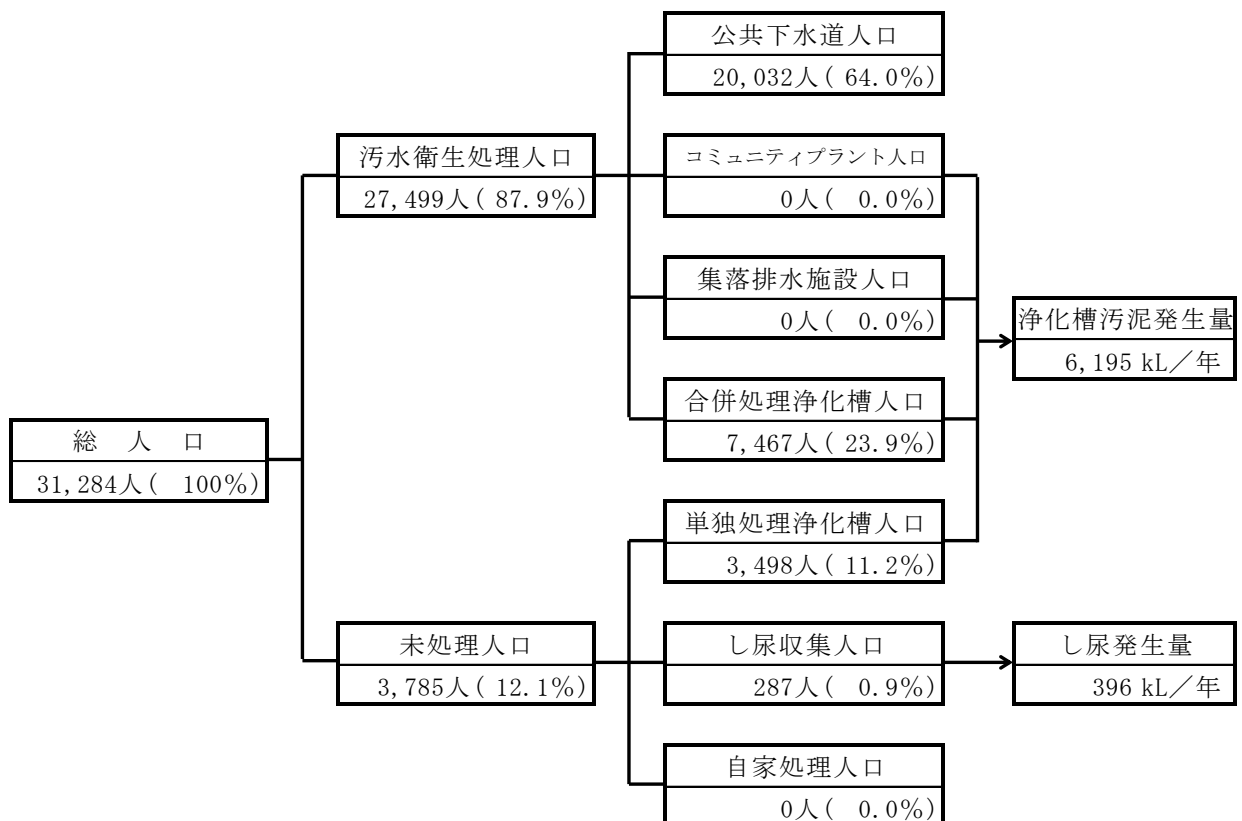 公共下水道人口
20,032人( 64.0%)
汚水衛生処理人口
27,499人( 87.9%)
コミュニティプラント人口
0人(  0.0%)
集落排水施設人口
0人(  0.0%)
浄化槽汚泥発生量
6,195 kL／年
合併処理浄化槽人口
7,467人( 23.9%)
総　人　口
31,284人(  100%)
単独処理浄化槽人口
3,498人( 11.2%)
未処理人口
3,785人( 12.1%)
し尿収集人口
287人(  0.9%)
し尿発生量
396 kL／年
自家処理人口
0人(  0.0%)